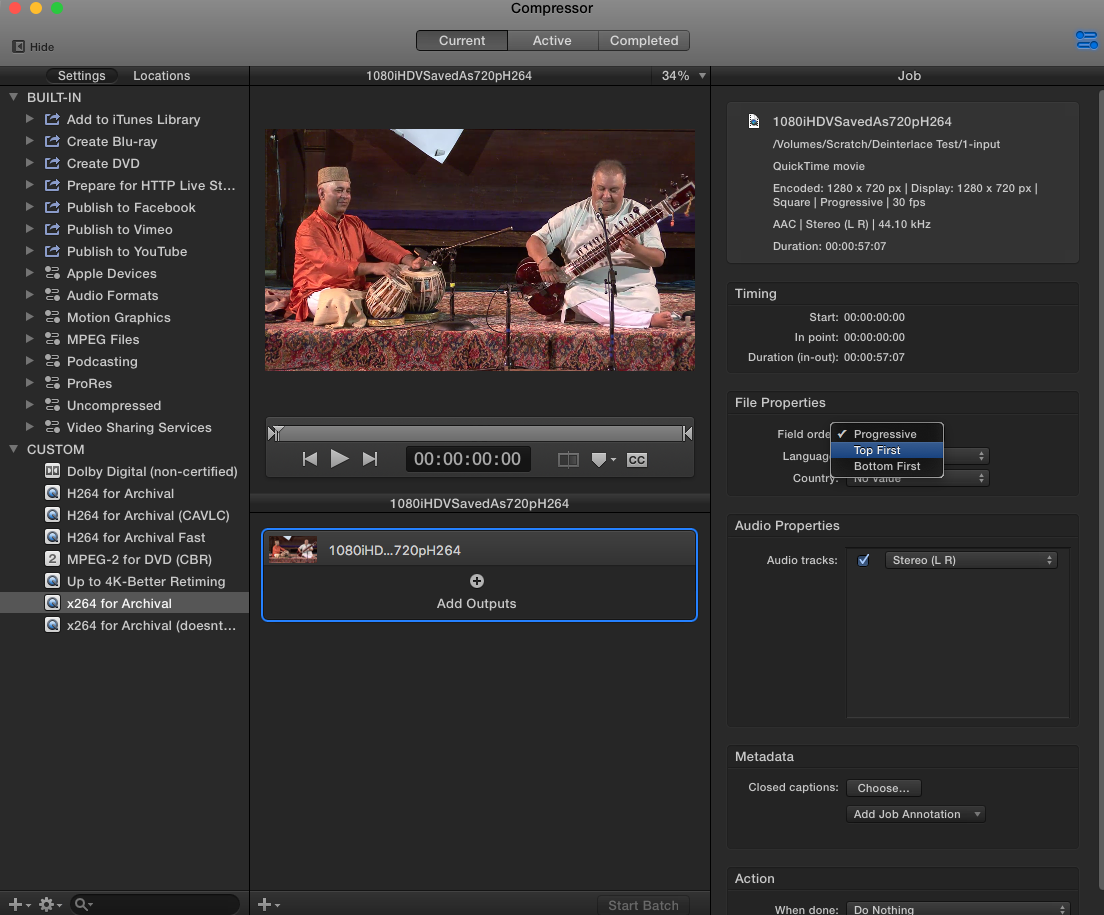 Compressor
Hide
Current
Active
Completed
Settings
Locations
1080iHDVSavedAs720pH264
34%
Job
BUILT-IN
Add to iTunes Library
Create Blu-ray
Create DVD
Prepare for HTTP Live St...
Publish to Facebook
Publish to Vimeo
Publish to YouTube
Apple Devices
Audio Formats
Motion Graphics
MPEG Files
Podcasting
ProRes
Uncompressed
Video Sharing Services
CUSTOM
Dolby Digital (non-certified)
H264 for Archival
H264 for Archival (CAVLC)
H264 for Archival Fast
2
MPEG-2 for DVD (CBR)
Up to 4K-Better Retiming
x264 for Archival
x264 for Archival (doesnt...
00:00:00:00
CC
1080iHDVSavedAs720pH264
1080iHD...720pH264
Add Outputs
Start Batch
1080iHDVSavedAs720pH264
/Volumes/Scratch/Deinterlace Test/1-input
QuickTime movie
Encoded: 1280 x 720 px | Display: 1280 x 720 px |
Square | Progressive | 30 fps
AAC | Stereo (L R) | 44.10 kHz
Duration: 00:00:57:07
Timing
Start: 00:00:00:00
In point: 00:00:00:00
Duration (in-out): 00:00:57:07
File Properties
Field orde
✓ Progressive
Top First
Bottom First
Languag
Country:
No Value
Audio Properties
Audio tracks:
Stereo (L R)
Metadata
Closed captions:
Choose...
Add Job Annotation
Action
When done:
Do Nothing